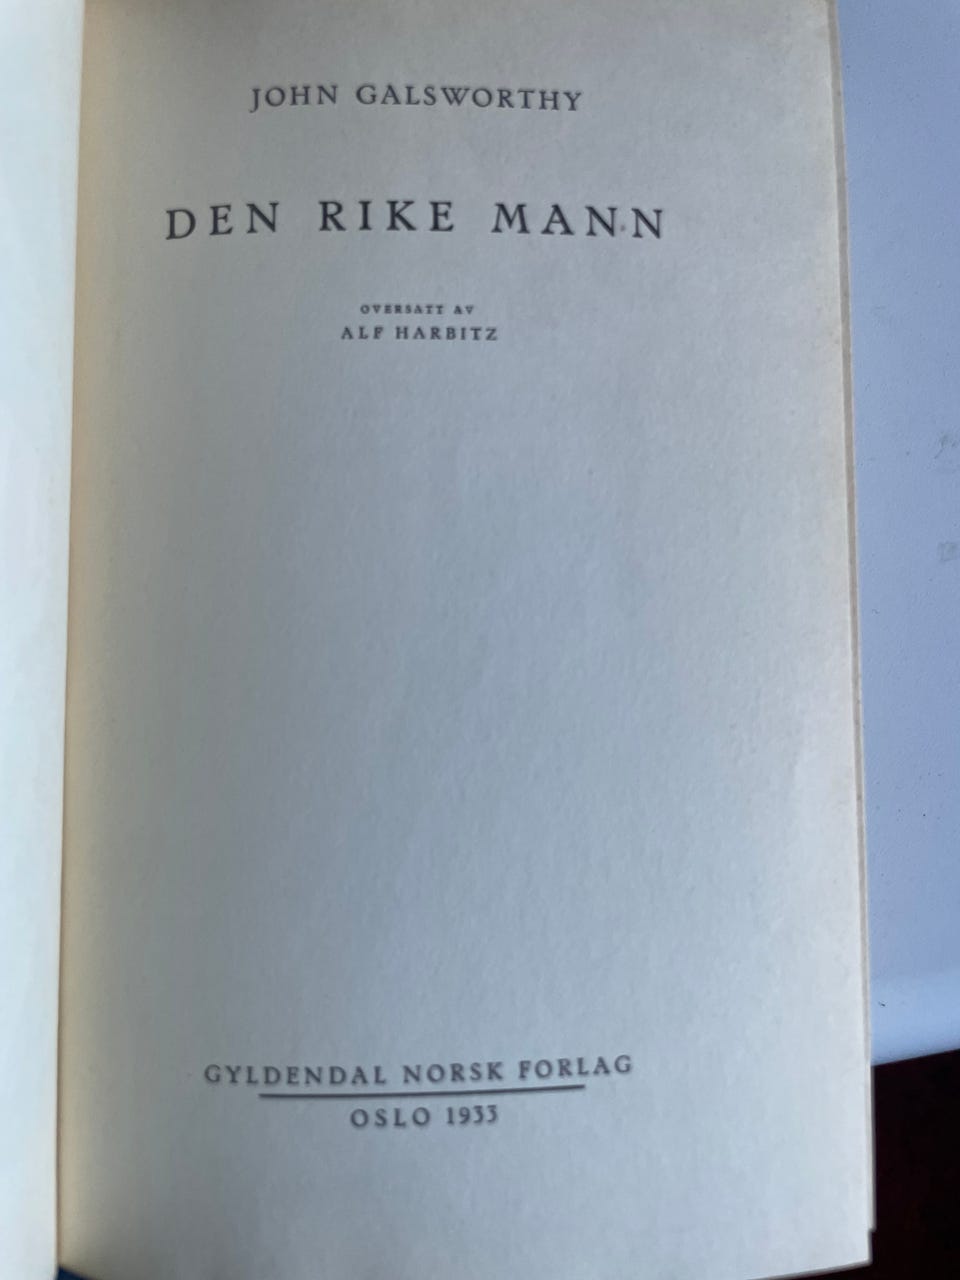 JOHN GALSWORTHY
DEN RIKE MANN
OVERSATT AV
ALF HARBITZ
GYLDENDAL NORSK FORLAG
OSLO 1933